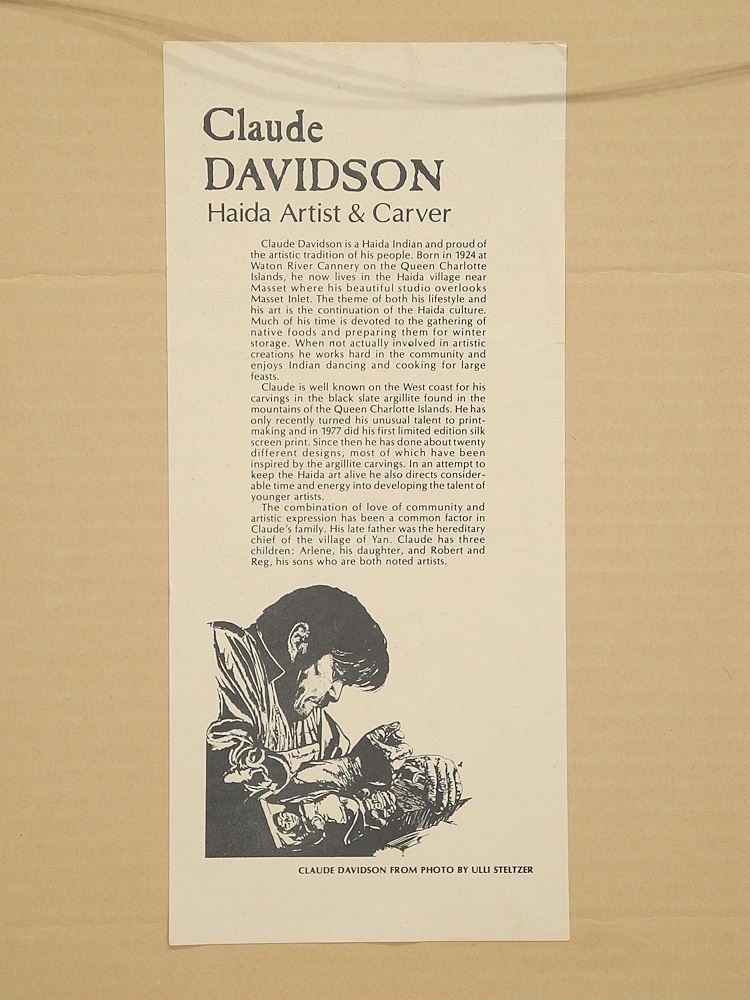 Claude
DAVIDSON
Haida Artist & Carver
Claude Davidson is a Haida Indian and proud of
the artistic tradition of his people. Born in 1924 at
Waton River Cannery on the Queen Charlotte
Islands, he now lives in the Haida village near
Masset where his beautiful studio overlooks
Masset Inlet. The theme of both his lifestyle and
his art is the continuation of the Haida culture.
Much of his time is devoted to the gathering of
native foods and preparing them for winter
storage. When not actually involved in artistic
creations he works hard in the community and
enjoys Indian dancing and cooking for large
feasts.
Claude is well known on the West coast for his
carvings in the black slate argillite found in the
mountains of the Queen Charlotte Islands. He has
only recently turned his unusual talent to print-
making and in 1977 did his first limited edition silk
screen print. Since then he has done about twenty
different designs, most of which have been
inspired by the argillite carvings. In an attempt to
keep the Haida art alive he also directs consider-
able time and energy into developing the talent of
younger artists.
The combination of love of community and
artistic expression has been a common factor in
Claude's family. His late father was the hereditary
chief of the village of Yan. Claude has three
children: Arlene, his daughter, and Robert and
Reg, his sons who are both noted artists.
CLAUDE DAVIDSON FROM PHOTO BY ULLI STELTZER